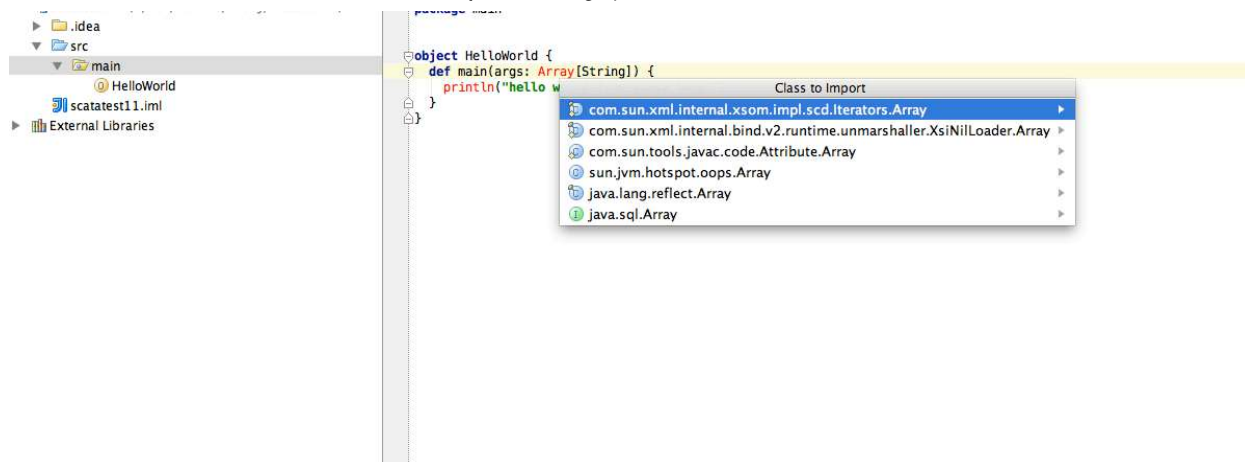 .idea
src
main
HelloWorld
scatatest11.iml
External Libraries
package main
object HelloWorld {
def main(args: Array[String]) {
println("hello w
}
}
Class to Import
com.sun.xml.internal.xsom.impl.scd.Iterators.Array
com.sun.xml.internal.bind.v2.runtime.unmarshaller.XsiNilLoader.Array
com.sun.tools.javac.code.Attribute.Array
sun.jvm.hotspot.oops.Array
java.lang.reflect.Array
java.sql.Array